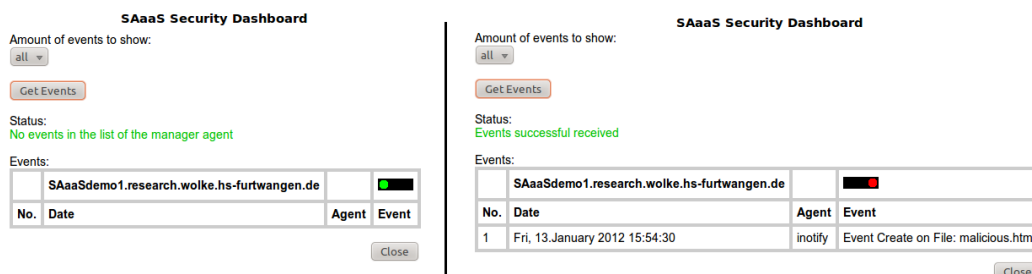 SAaaS Security Dashboard
Amount of events to show:
all
Get Events
Status:
No events in the list of the manager agent
Events:
SAaaSdemo1.research.wolke.hs-furtwangen.de
No. Date Agent Event
Close
SAaaS Security Dashboard
Amount of events to show:
all
Get Events
Status:
Events successful received
Events:
SAaaSdemo1.research.wolke.hs-furtwangen.de
No. Date Agent Event
1 Fri, 13.January 2012 15:54:30 inotify Event Create on File: malicious.htm
Close